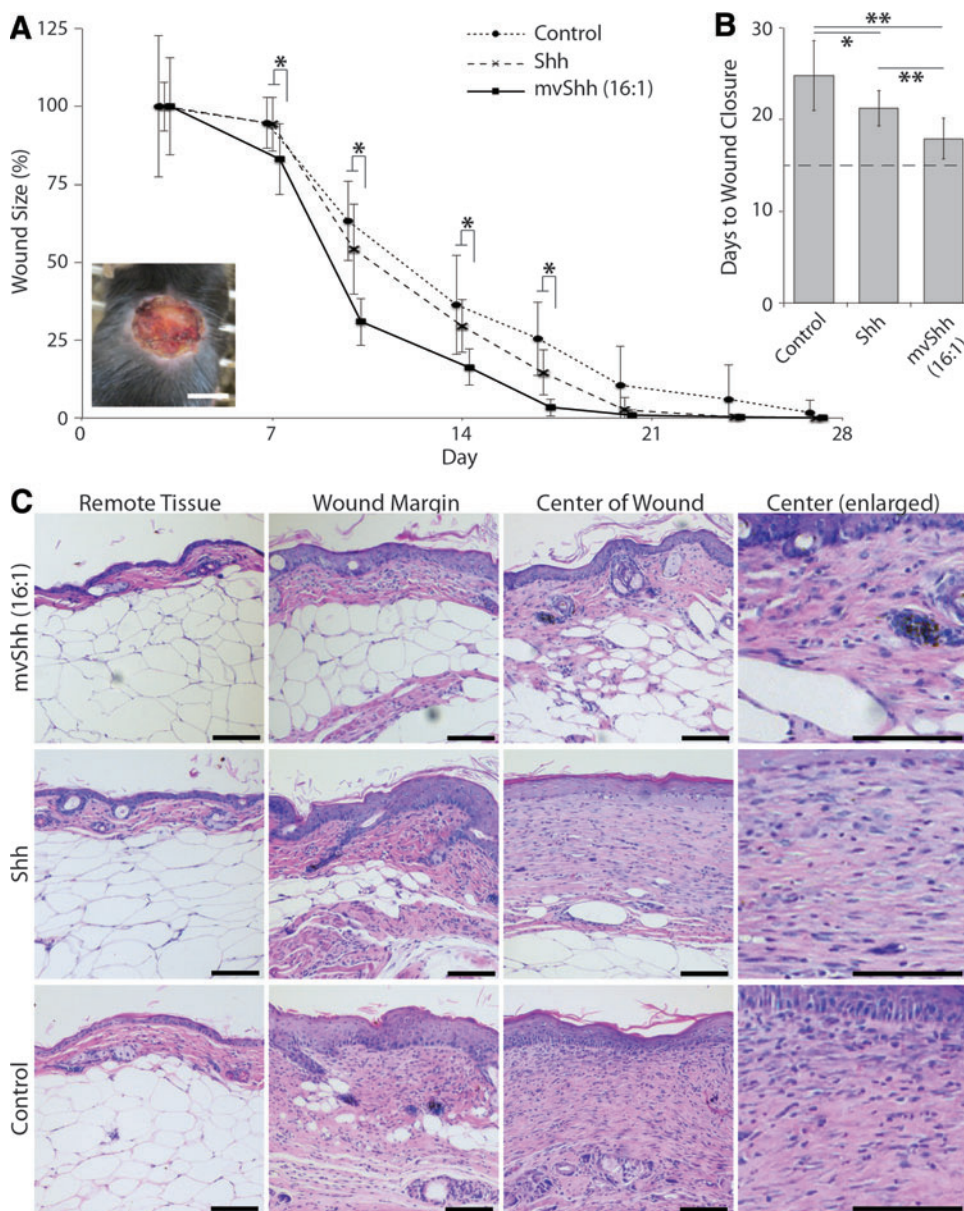 A
125
100
75
50
25
0
Wound Size (%)
0
7
14
21
28
Day
Control
Shh
mvShh (16:1)
*
*
*
*
*
B
**
*
**
30
20
10
0
Days to Wound Closure
Control
Shh
mvShh
(16:1)
C
Remote Tissue
Wound Margin
Center of Wound
Center (enlarged)
mvShh (16:1)
Shh
Control